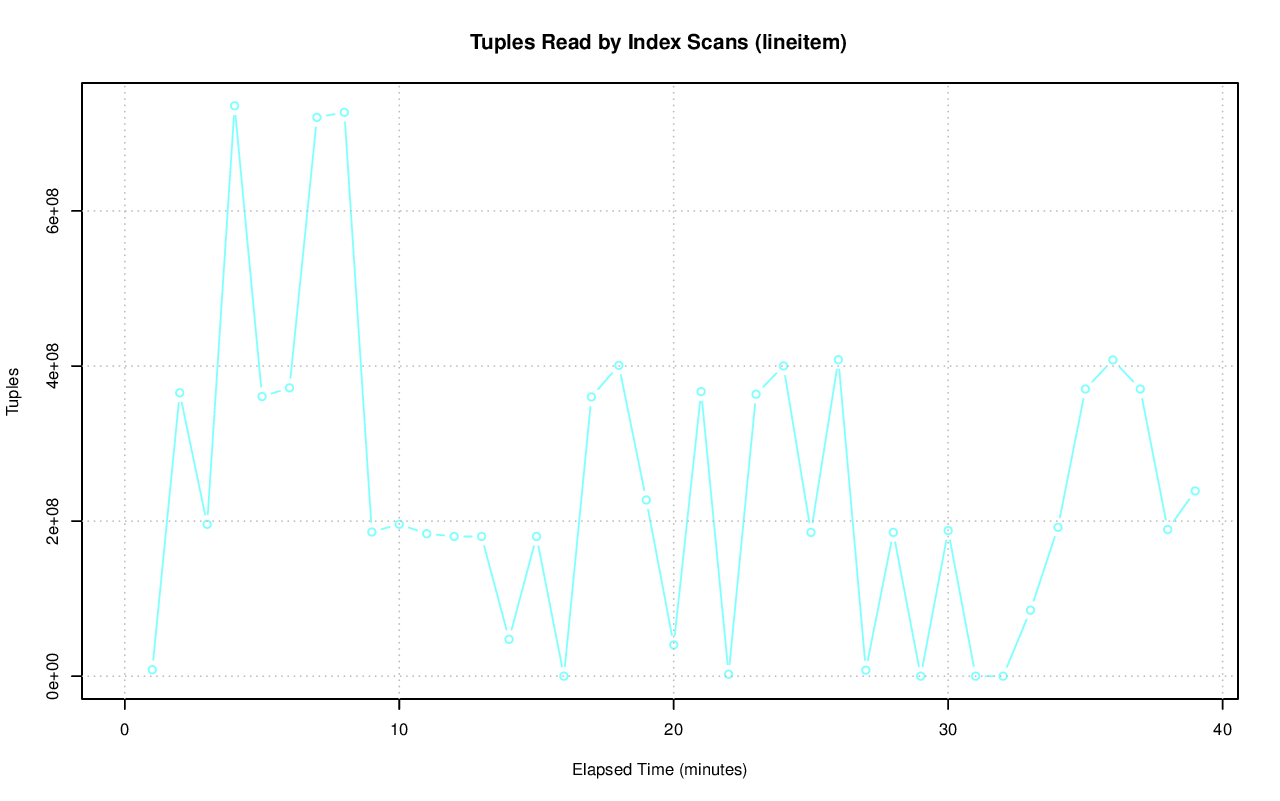 Tuples Read by Index Scans (lineitem)
Tuples
6e+08
4e+08
2e+08
0e+00
0 10 20 30 40
Elapsed Time (minutes)